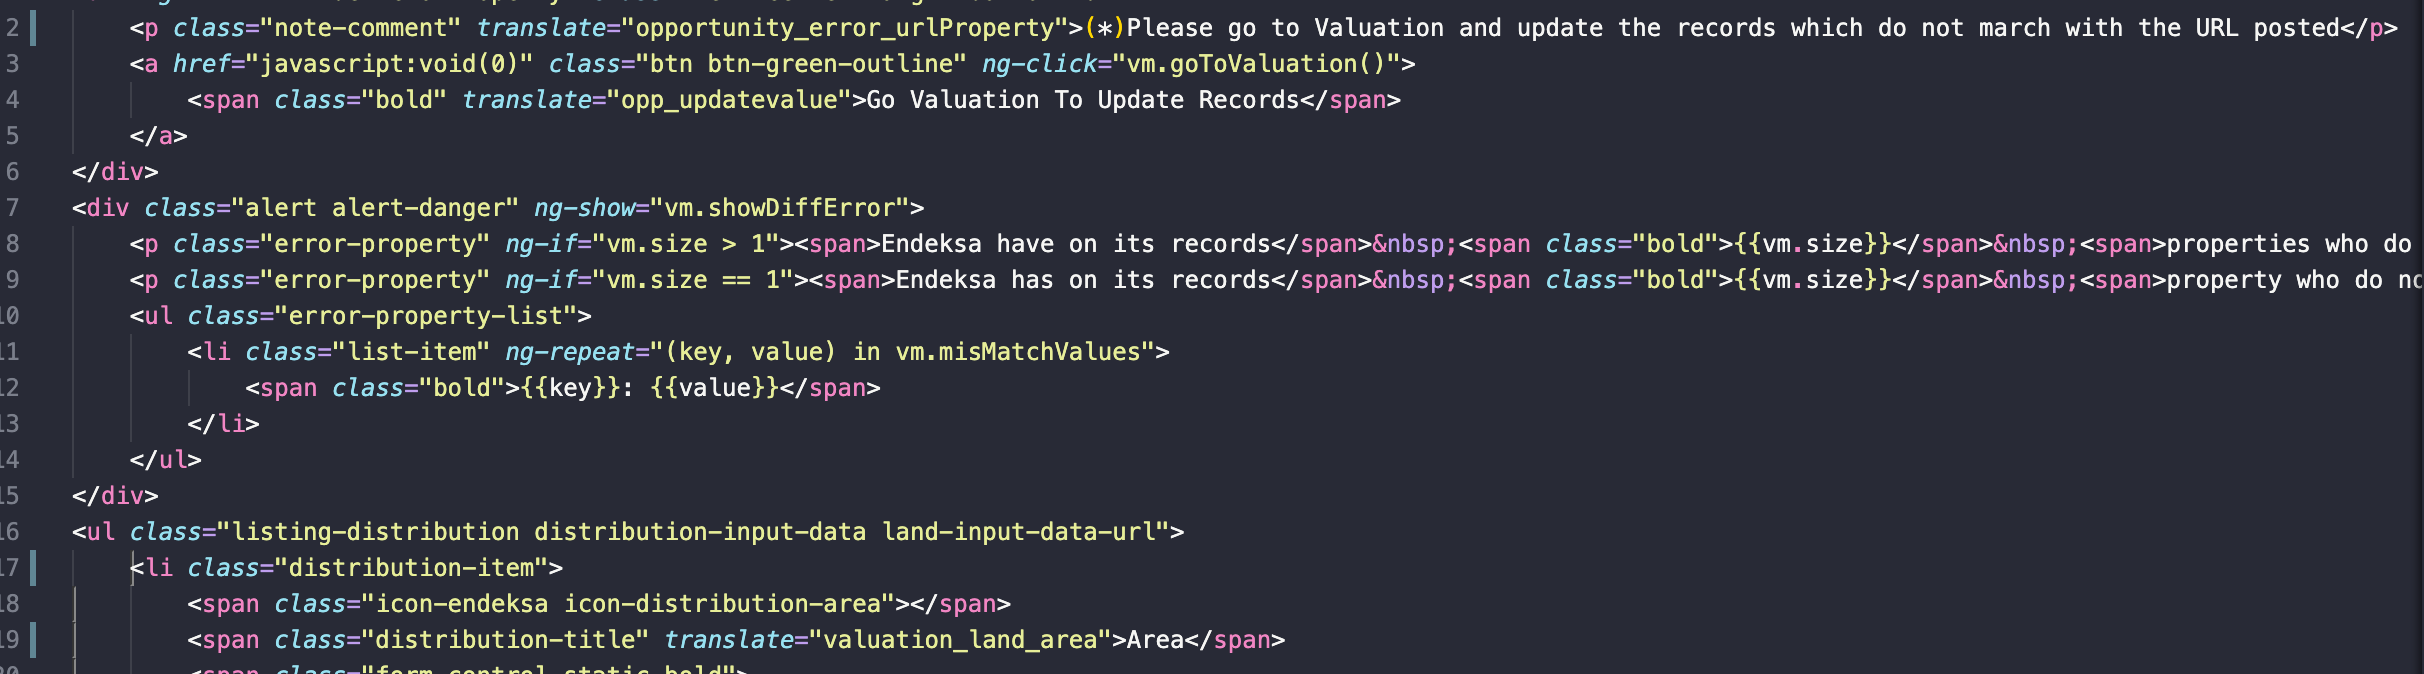 2 <p class="note-comment" translate="opportunity_error_urlProperty">(*)Please go to Valuation and update the records which do not march with the URL posted</p>
3 <a href="javascript:void(0)" class="btn btn-green-outline" ng-click="vm.goToValuation()">
4 <span class="bold" translate="opp_updatevalue">Go Valuation To Update Records</span>
5 </a>
6 </div>
7 <div class="alert alert-danger" ng-show="vm.showDiffError">
8 <p class="error-property" ng-if="vm.size > 1"><span>Endeksa have on its records</span>&nbsp;<span class="bold">{{vm.size}}</span>&nbsp;<span>properties who do
9 <p class="error-property" ng-if="vm.size == 1"><span>Endeksa has on its records</span>&nbsp;<span class="bold">{{vm.size}}</span>&nbsp;<span>property who do no
10 <ul class="error-property-list">
11 <li class="list-item" ng-repeat="(key, value) in vm.misMatchValues">
12 <span class="bold">{{key}}: {{value}}</span>
13 </li>
14 </ul>
15 </div>
16 <ul class="listing-distribution distribution-input-data land-input-data-url">
17 <li class="distribution-item">
18 <span class="icon-endeksa icon-distribution-area"></span>
19 <span class="distribution-title" translate="valuation_land_area">Area</span>
20 <span class="form-control-static bold">